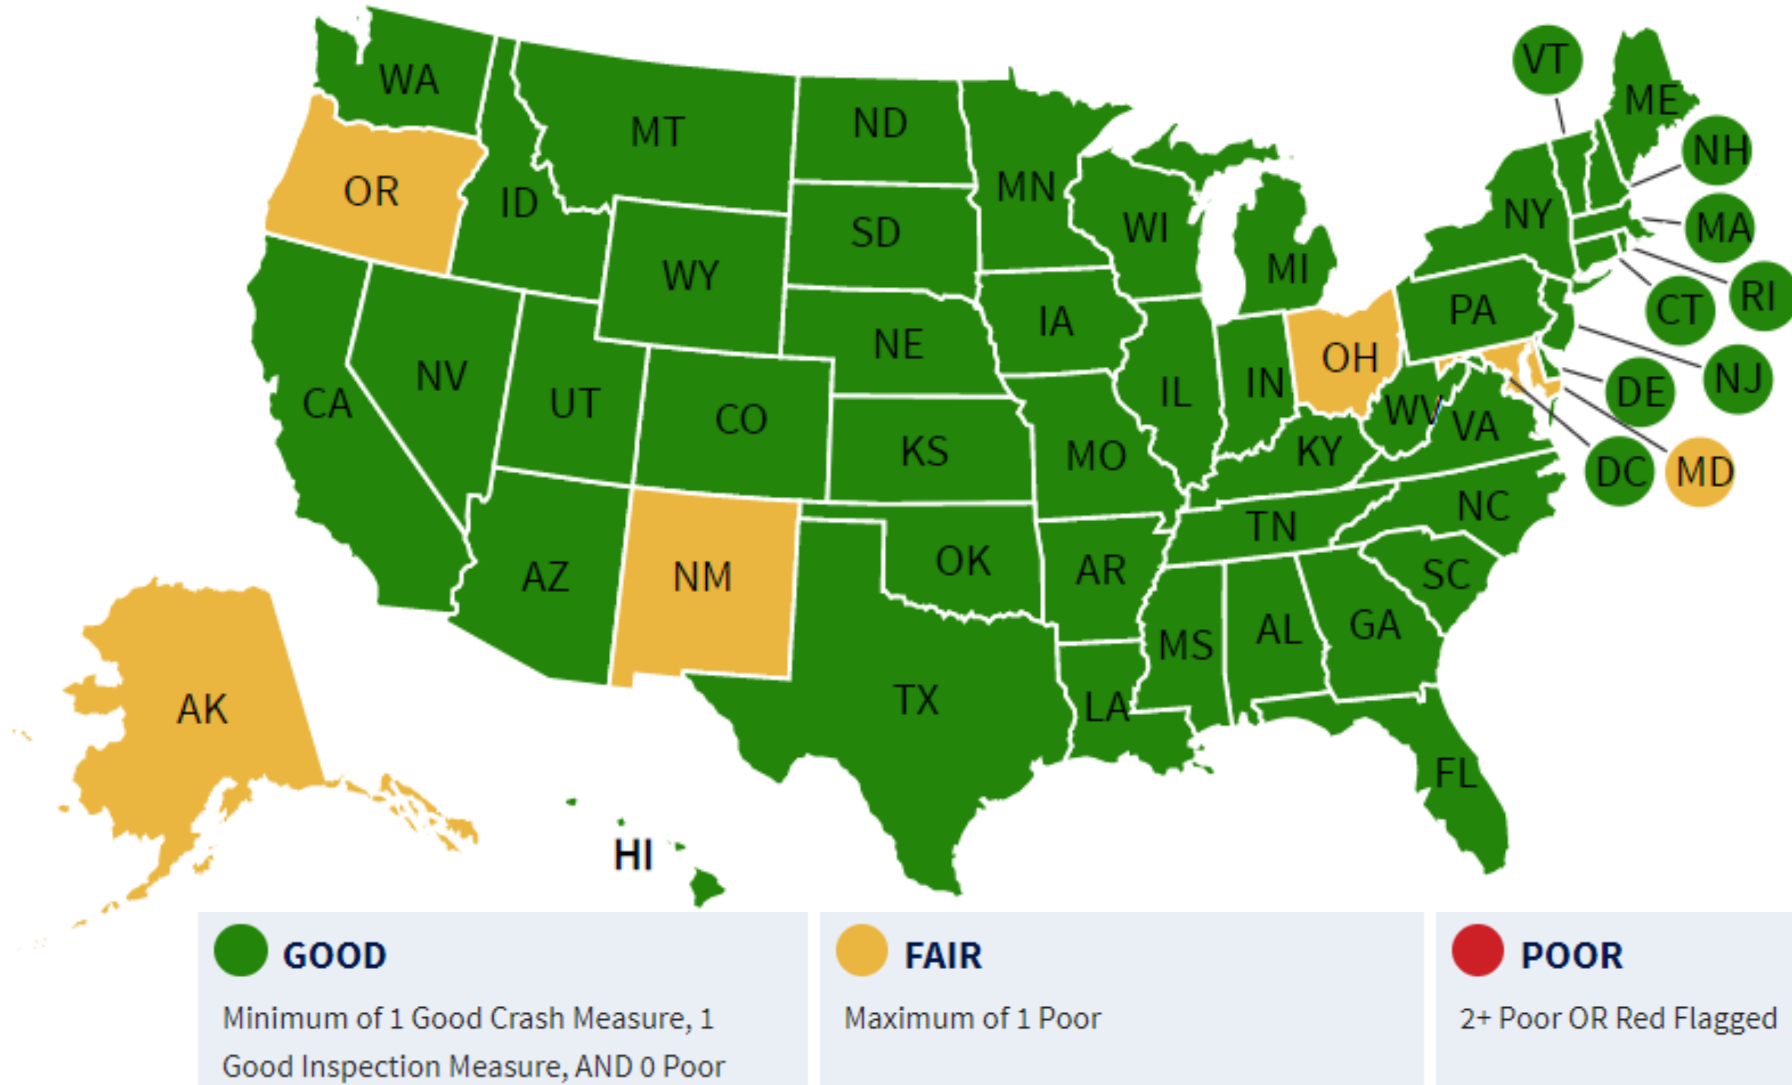 WA
OR
CA
NV
ID
MT
WY
UT
CO
AZ
NM
ND
SD
NE
KS
OK
TX
MN
IA
MO
AR
LA
WI
IL
MI
IN
OH
KY
TN
MS
AL
GA
FL
SC
NC
VA
WV
PA
NY
VT
ME
NH
MA
RI
CT
NJ
DE
DC
MD
AK
HI
GOOD
Minimum of 1 Good Crash Measure, 1
Good Inspection Measure, AND 0 Poor
FAIR
Maximum of 1 Poor
POOR
2+ Poor OR Red Flagged